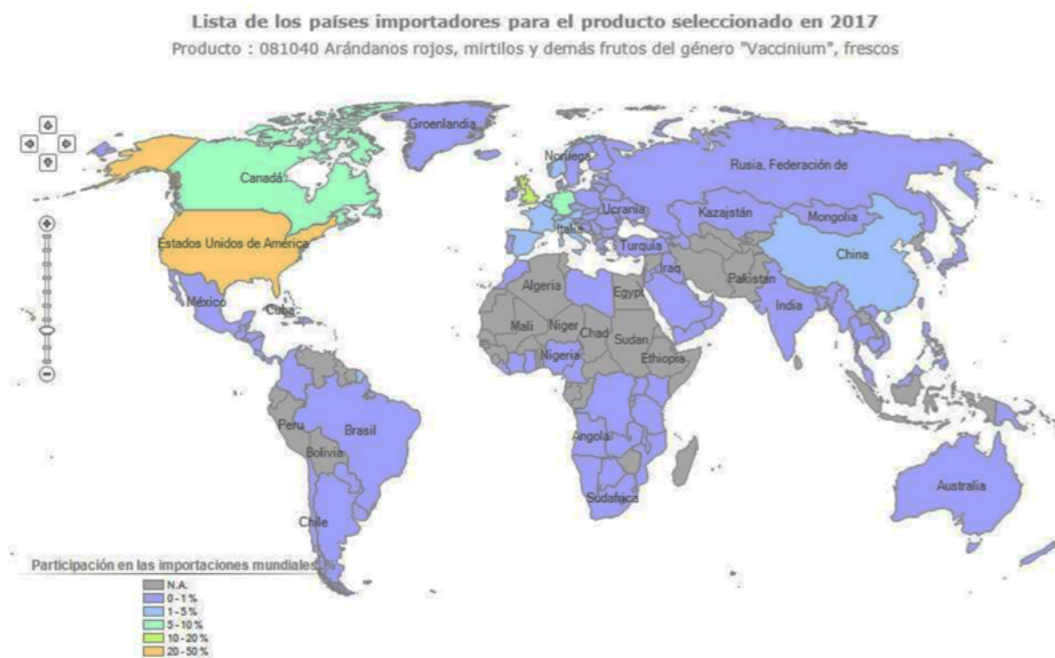 Lista de los países importadores para el producto seleccionado en 2017
Producto : 081040 Arándanos rojos, mirtilos y demás frutos del género "Vaccinium", frescos
Groenlandia
Canadá
Noruega
Rusia, Federación de
Ucrania
Kazajstán
Mongolia
Estados Unidos de América
Italia
Turquía
China
México
Cuba
Algeria
Egypt
Iraq
Pakistan
India
Mali
Niger
Chad
Sudan
Nigeria
Ethiopia
Peru
Brasil
Bolivia
Angola
Chile
Sudafrica
Australia
Participación en las importaciones mundiales, %
N.A.
0 - 1 %
1 - 5 %
5 - 10 %
10 - 20 %
20 - 50 %